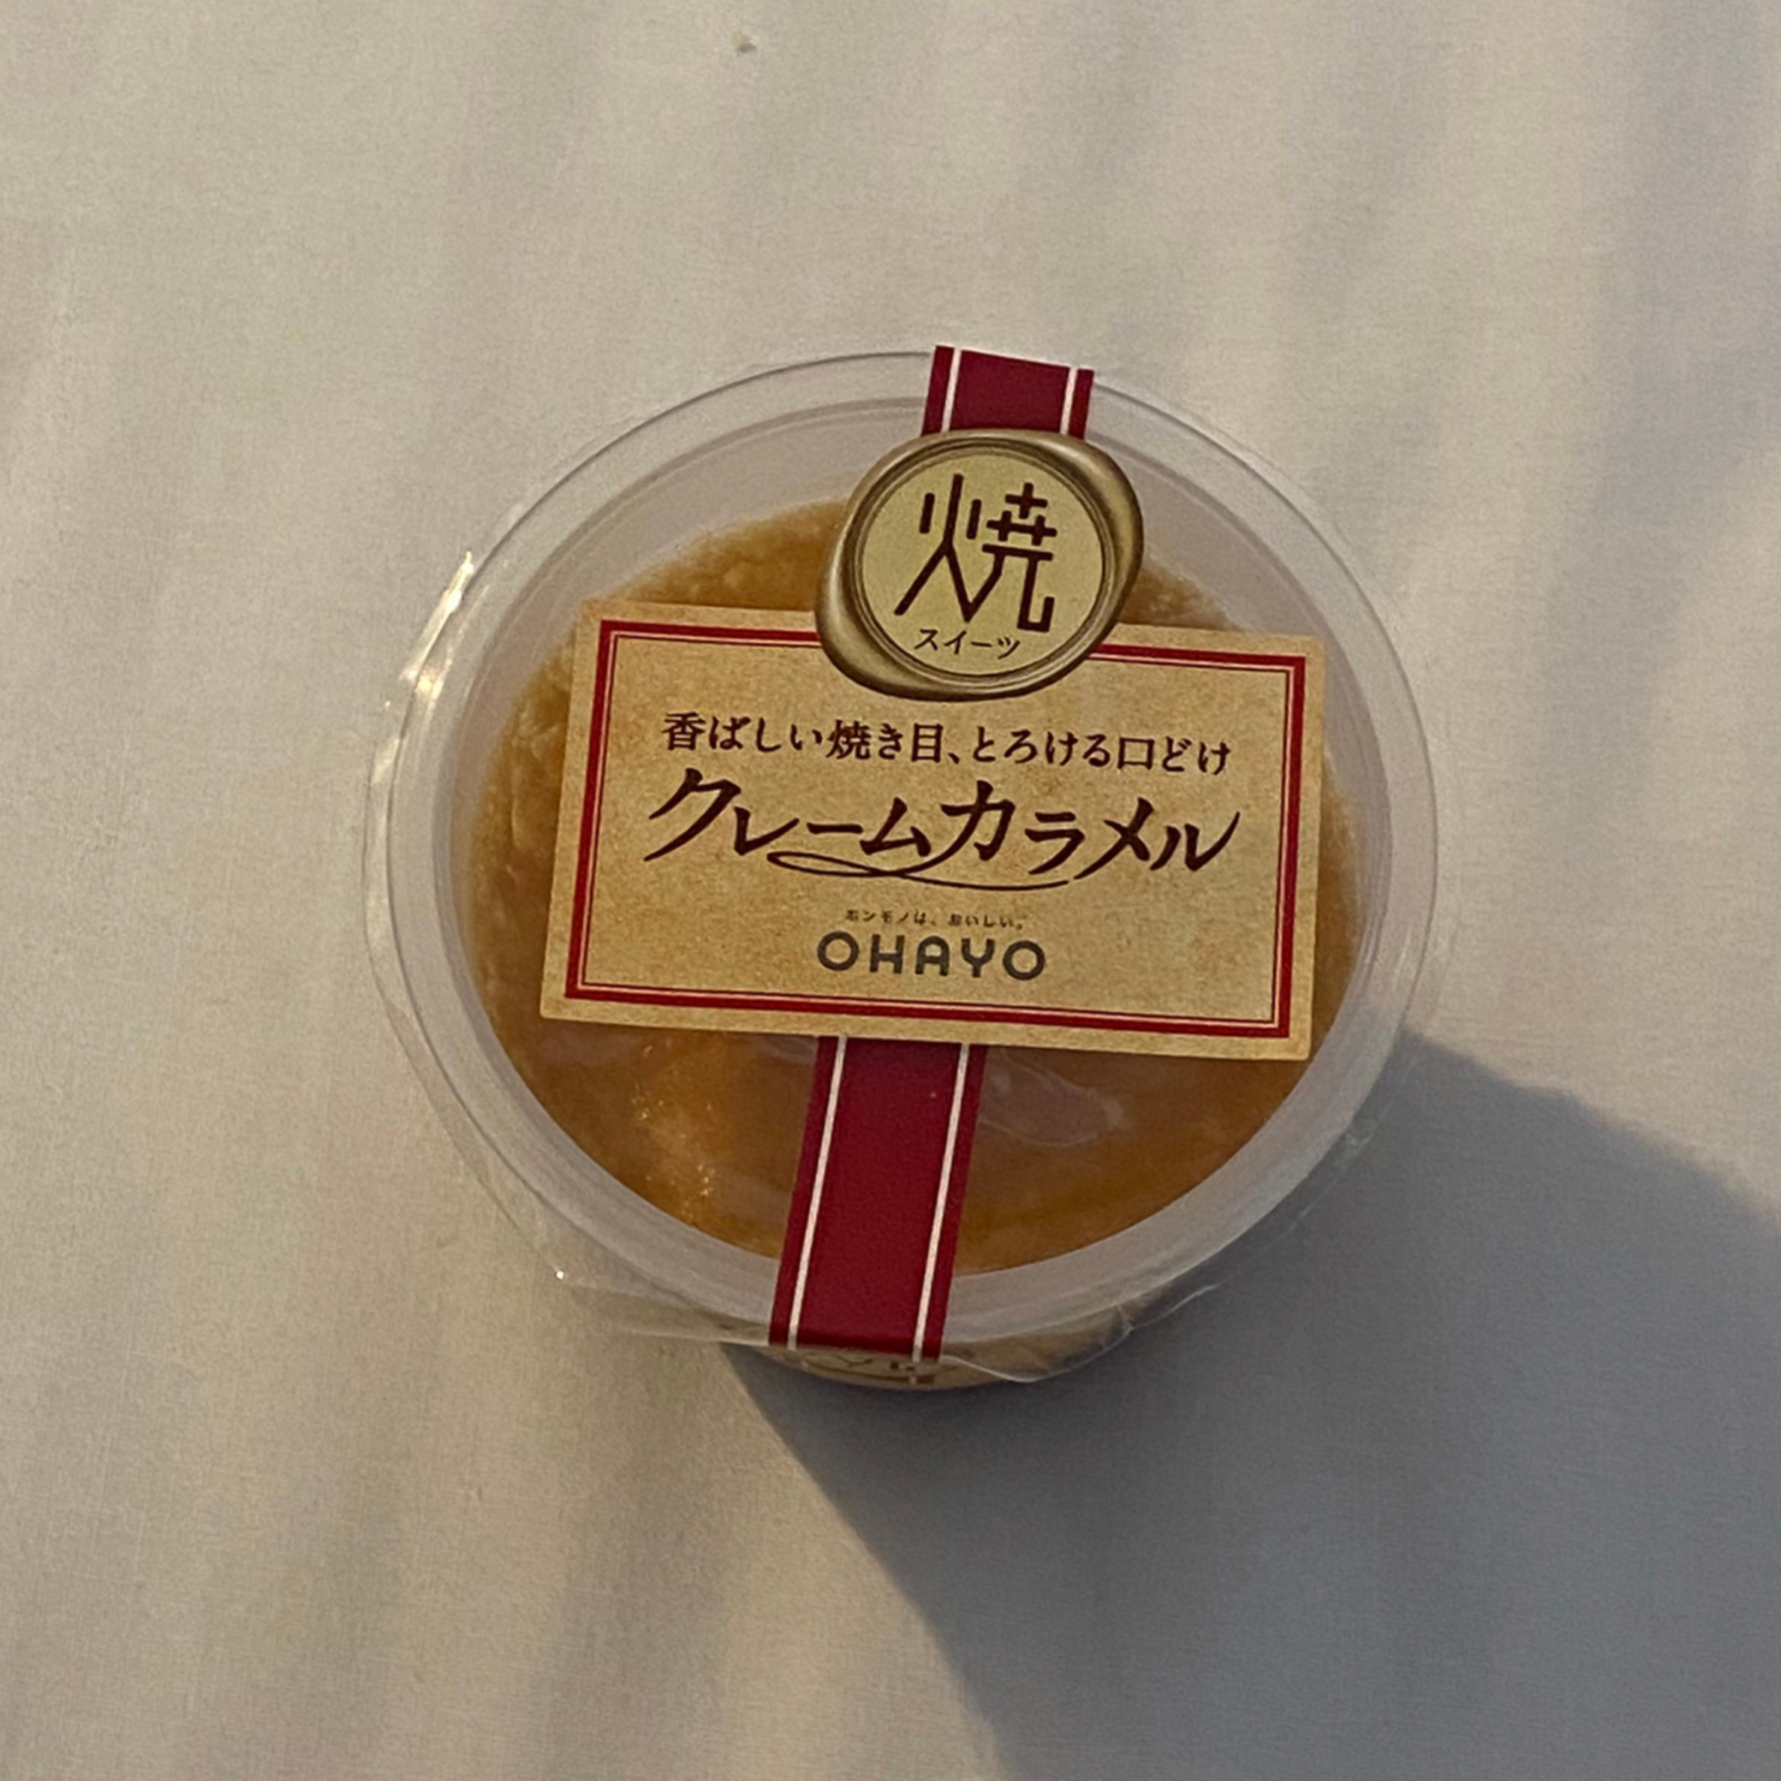 焼
スイーツ
香ばしい焼き目、とろける口どけ
クレームカラメル
ホンモノは、おいしい。
OHAYO